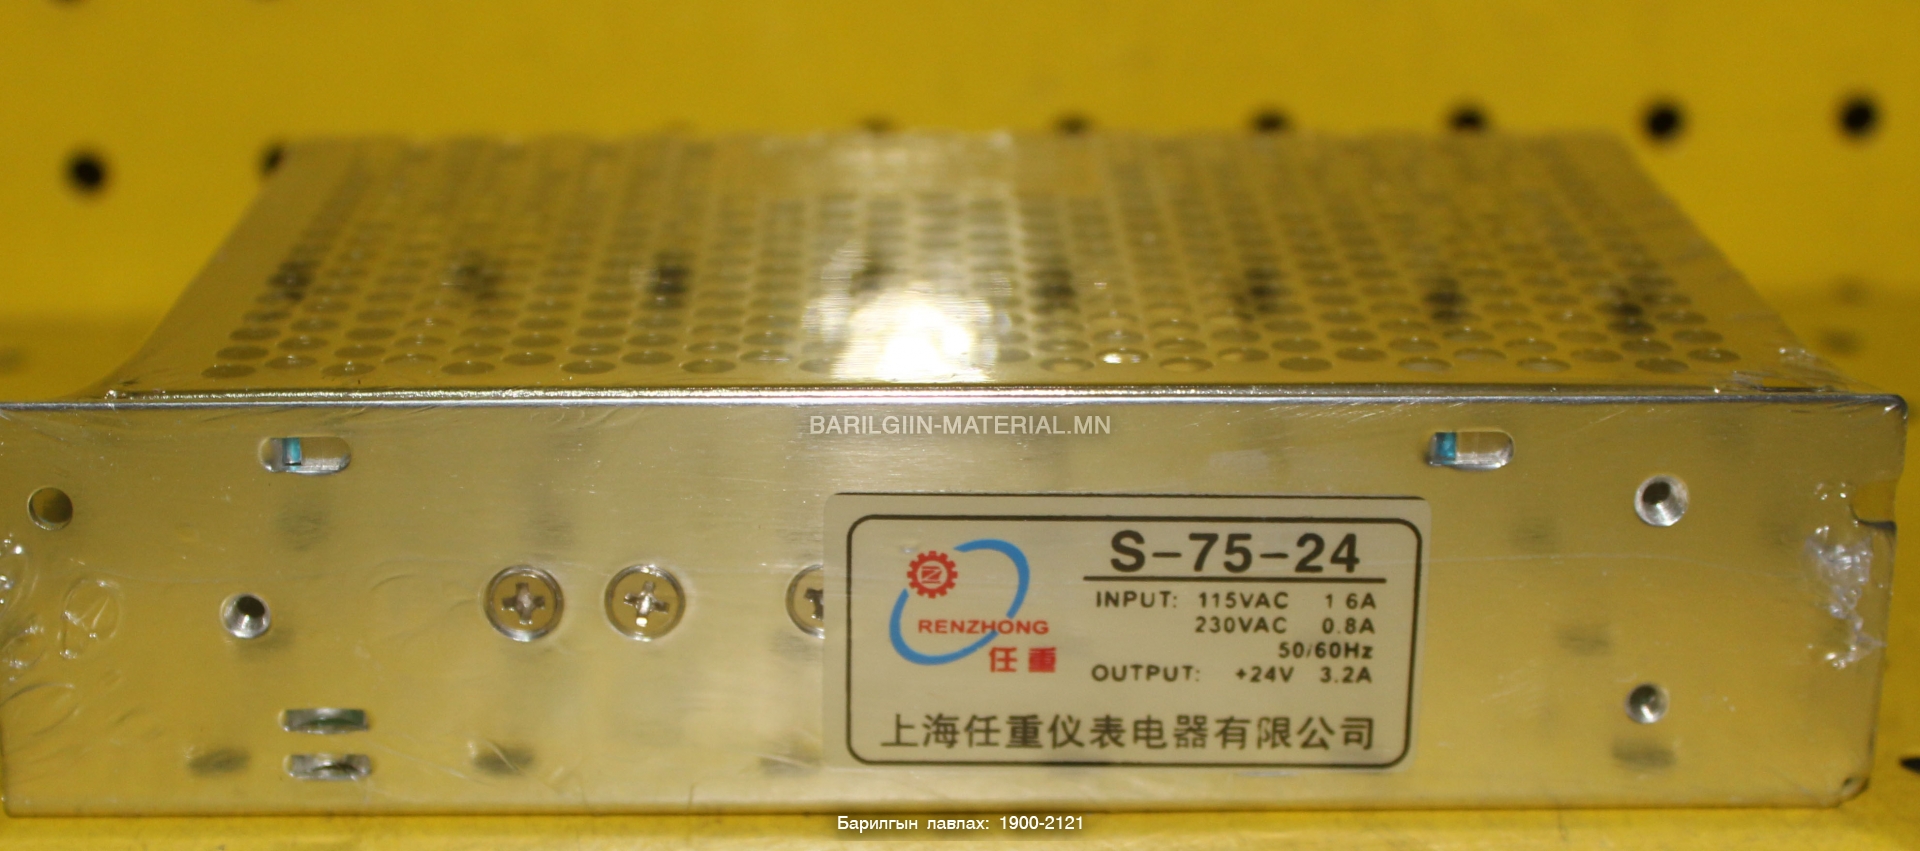 BARILGIIN-MATERIAL.MN
S-75-24
INPUT: 115VAC 1 6A
230VAC 0.8A
50/60Hz
OUTPUT: +24V 3.2A
RENZHONG
任重
上海任重仪表电器有限公司
Барилгын лавлах: 1900-2121